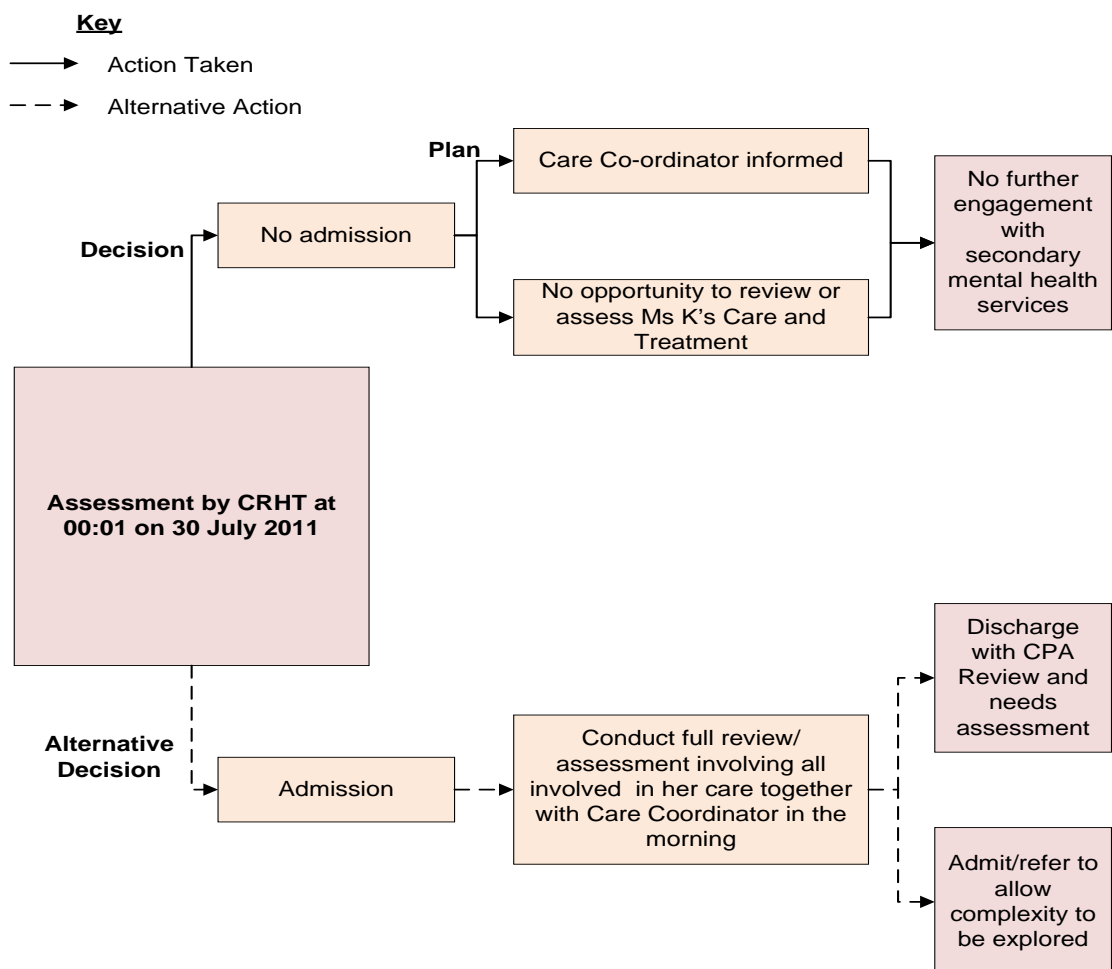 Key
Action Taken
Alternative Action
Plan
Care Co-ordinator informed
No further
engagement
with
secondary
mental health
services
Decision
No admission
No opportunity to review or
assess Ms K's Care and
Treatment
Assessment by CRHT at
00:01 on 30 July 2011
Discharge
with CPA
Review and
needs
assessment
Alternative
Decision
Admission
Conduct full review/
assessment involving all
involved in her care together
with Care Coordinator in the
morning
Admit/refer to
allow
complexity to
be explored